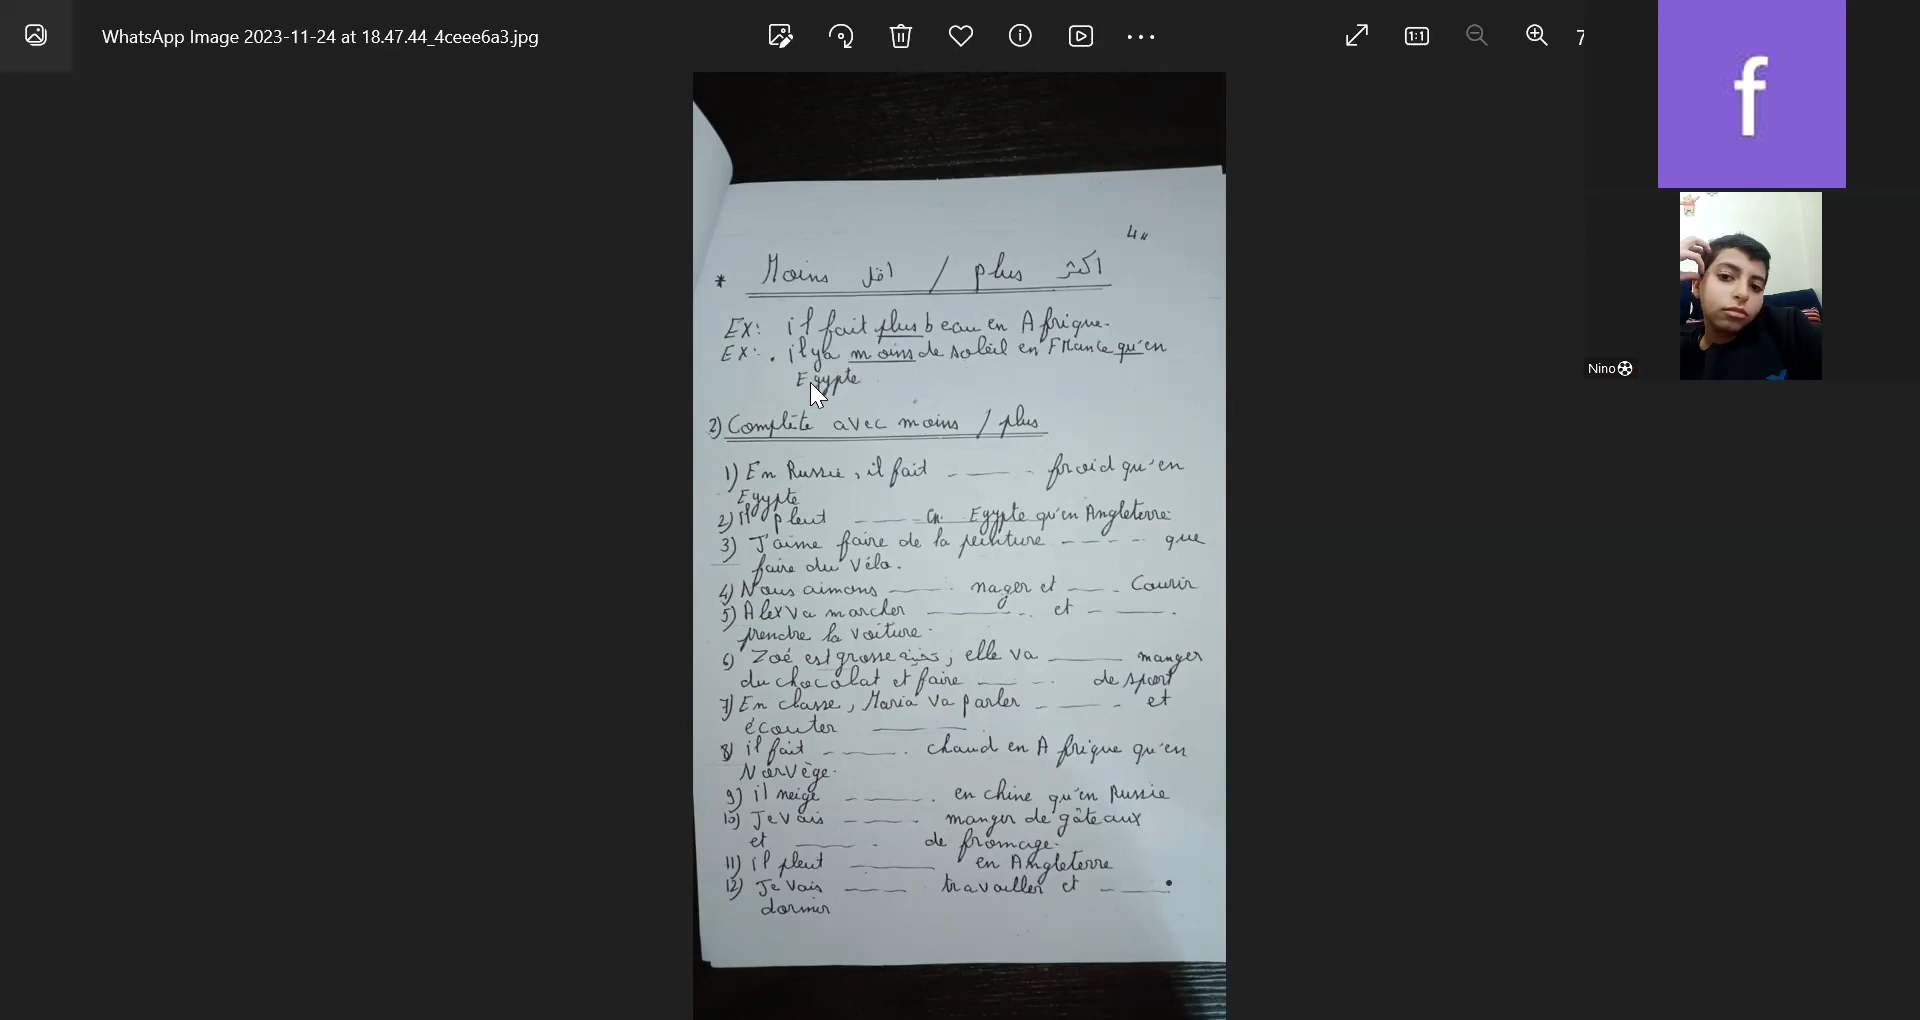 WhatsApp Image 2023-11-24 at 18.47.44_4ceee6a3.jpg
1:1
7
f
Nino
4"
* Moins اقل / plus اكثر
EX: il fait plus beau en Afrique.
EX: . il ya moins de soleil en France qu'en
Egypte
2) Complète avec moins / plus
1) En Russie, il fait ——— froid qu'en
Egypte
2) il pleut ——— en Egypte qu'en Angleterre.
3) J'aime faire de la peinture ---- que
faire du vélo.
4) Nous aimons ——— nager et ——— Courir
5) Alex va marcher ——— et ———
prendre la voiture.
6) Zoé est grosse تخينة, elle va ——— manger
du chocolat et faire ——— de sport
7) En classe, Maria va parler ——— et
écouter ———
8) il fait ——— chaud en Afrique qu'en
Norvège.
9) il neige ——— en chine qu'en Russie
10) Je vais ——— manger de gâteaux
et ——— de fromage.
11) il pleut ——— en Angleterre
12) Je vais ——— travailler et ———
dormir